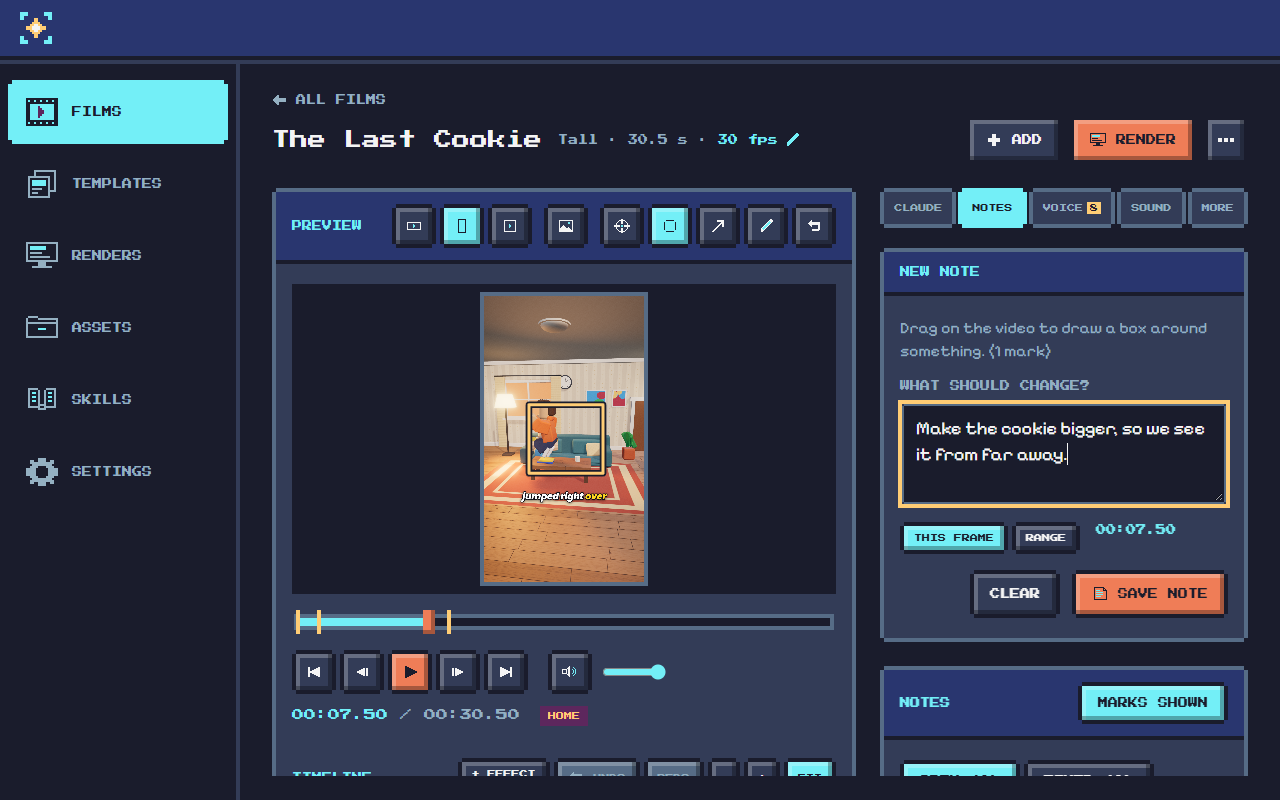 FILMS
TEMPLATES
RENDERS
ASSETS
SKILLS
SETTINGS
ALL FILMS
The Last Cookie Tall · 30.5 s · 30 fps
+ ADD
RENDER
PREVIEW
jumped right over
00:07.50 / 00:30.50 HOME
TIMELINE
+ EFFECT
UNDO
REDO
FIT
CLAUDE
NOTES
VOICE S
SOUND
MORE
NEW NOTE
Drag on the video to draw a box around
something. (1 mark)
WHAT SHOULD CHANGE?
Make the cookie bigger, so we see
it from far away.
THIS FRAME
RANGE
00:07.50
CLEAR
SAVE NOTE
NOTES
MARKS SHOWN